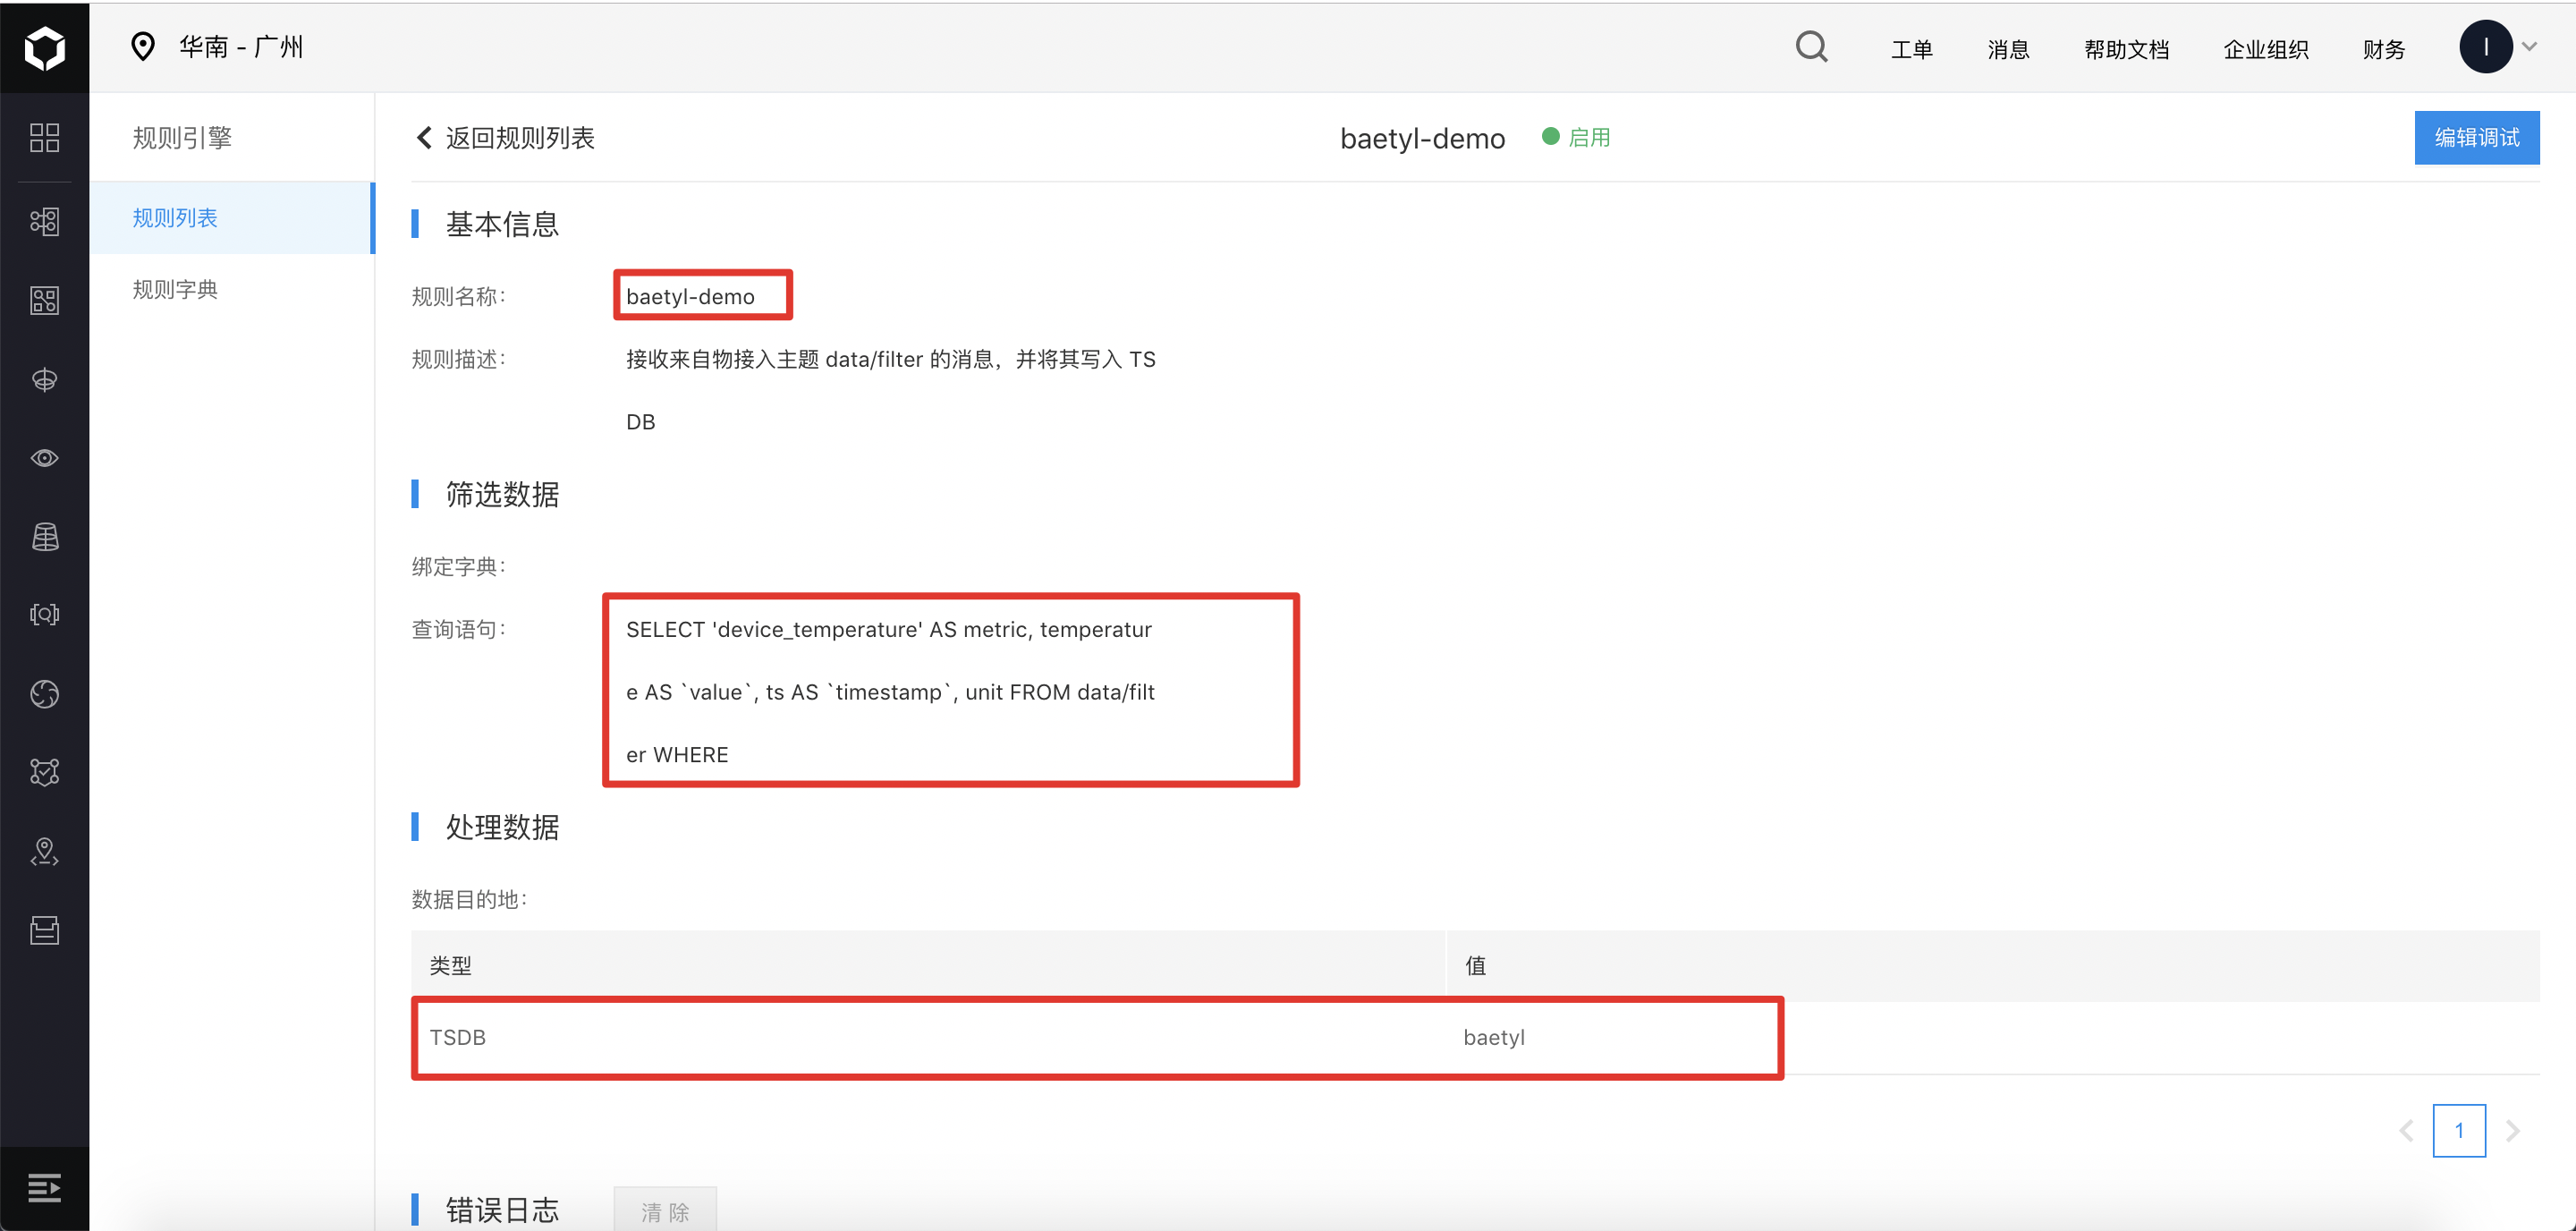 华南 - 广州
工单 消息 帮助文档 企业组织 财务 I
规则引擎
规则列表
规则字典
返回规则列表 baetyl-demo 启用 编辑调试
基本信息
规则名称: baetyl-demo
规则描述: 接收来自物接入主题 data/filter 的消息，并将其写入 TS
DB
筛选数据
绑定字典:
查询语句: SELECT 'device_temperature' AS metric, temperatur
e AS `value`, ts AS `timestamp`, unit FROM data/filt
er WHERE
处理数据
数据目的地:
类型 值
TSDB baetyl
1
错误日志 清除